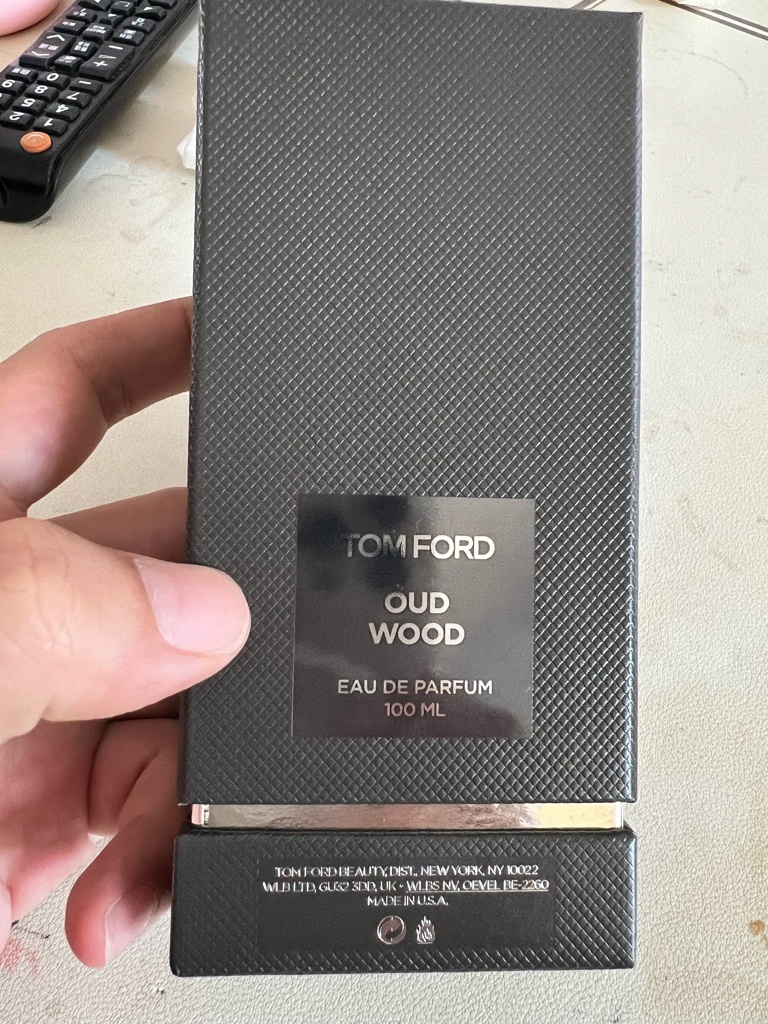 TOM FORD
OUD
WOOD
EAU DE PARFUM
100 ML
TOM FORD BEAUTY, DIST., NEW YORK, NY 10022
WLB LTD, GU32 3DD, UK • WLBS NV, OEVEL BE-2260
MADE IN U.S.A.